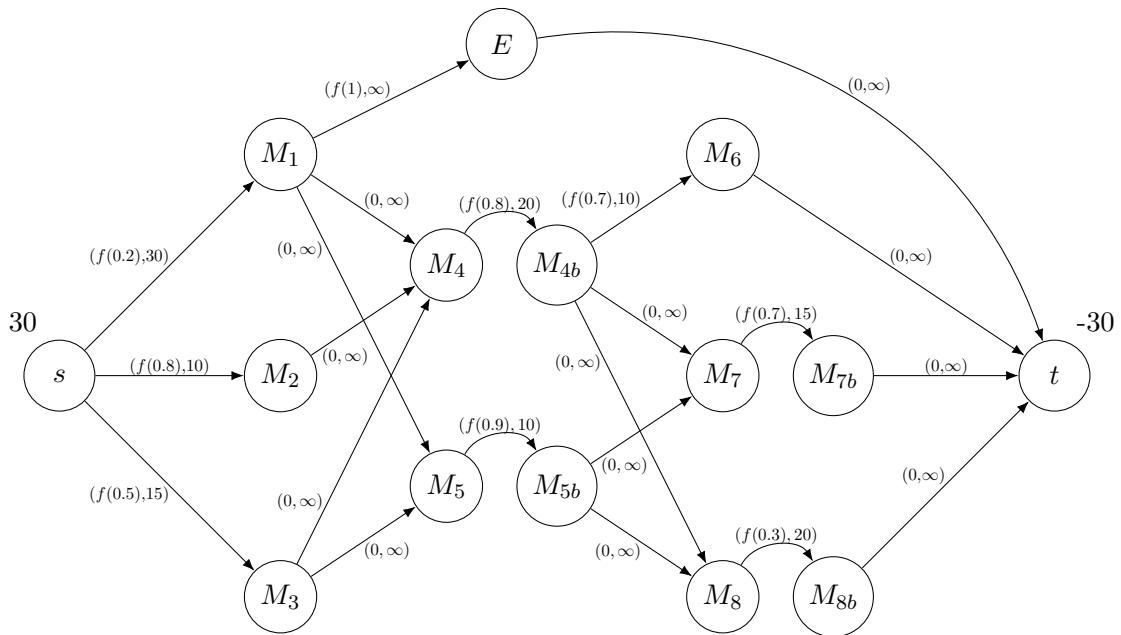 E
(f(1),∞)
(0,∞)
M₁
M₆
(0, ∞)
(f(0.8), 20)
(f(0.7),10)
(f(0.2),30)
(0, ∞)
(0,∞)
M₄
M₄b
30
(0, ∞)
(f(0.7), 15)
-30
(0, ∞)
(0, ∞)
s
(f(0.8),10)
M₂
M₇
M₇b
(0,∞)
t
(f(0.9), 10)
(0, ∞)
(0,∞)
(f(0.5),15)
(0, ∞)
M₅
M₅b
(f(0.3), 20)
(0, ∞)
(0, ∞)
M₃
M₈
M₈b